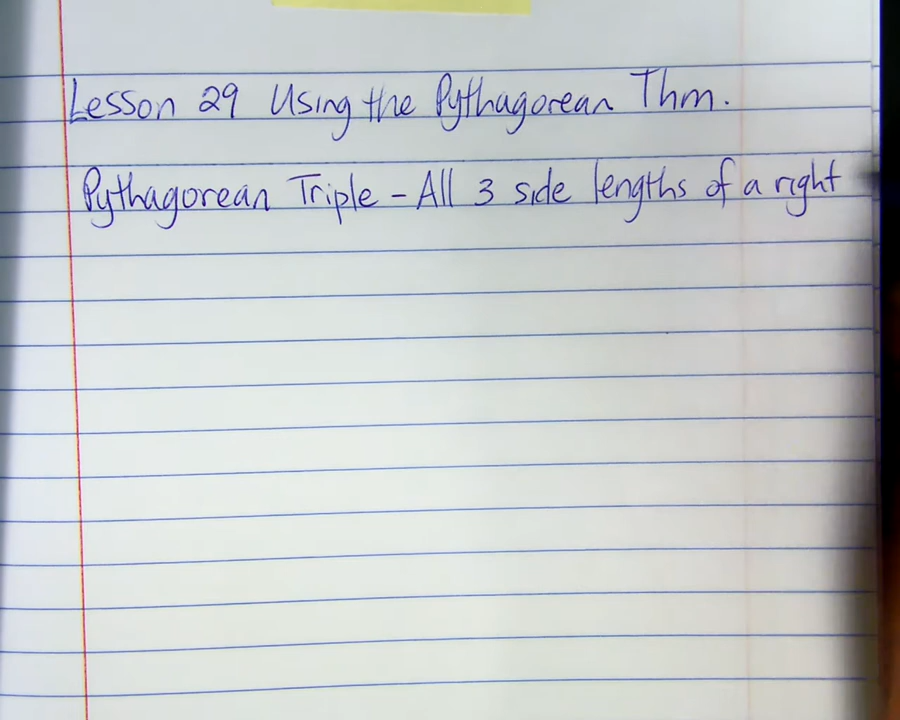 Lesson 29 Using the Pythagorean Thm.
Pythagorean Triple - All 3 side lengths of a right